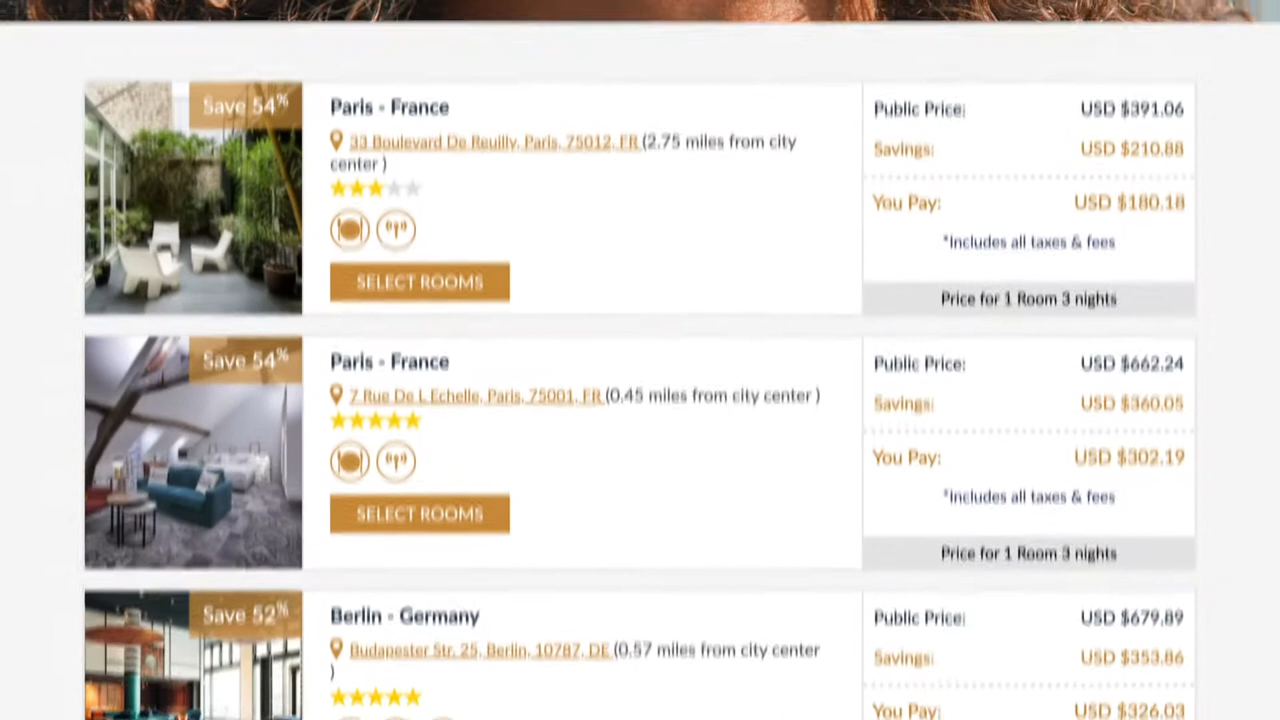 Save 54%
Paris - France
33 Boulevard De Reuilly, Paris, 75012, FR (2.75 miles from city
center )
SELECT ROOMS
Public Price: USD $391.06
Savings: USD $210.88
You Pay: USD $180.18
*Includes all taxes & fees
Price for 1 Room 3 nights
Save 54%
Paris - France
7 Rue De L Echelle, Paris, 75001, FR (0.45 miles from city center )
SELECT ROOMS
Public Price: USD $662.24
Savings: USD $360.05
You Pay: USD $302.19
*Includes all taxes & fees
Price for 1 Room 3 nights
Save 52%
Berlin - Germany
Budapester Str. 25, Berlin, 10787, DE (0.57 miles from city center
)
Public Price: USD $679.89
Savings: USD $353.86
You Pay: USD $326.03